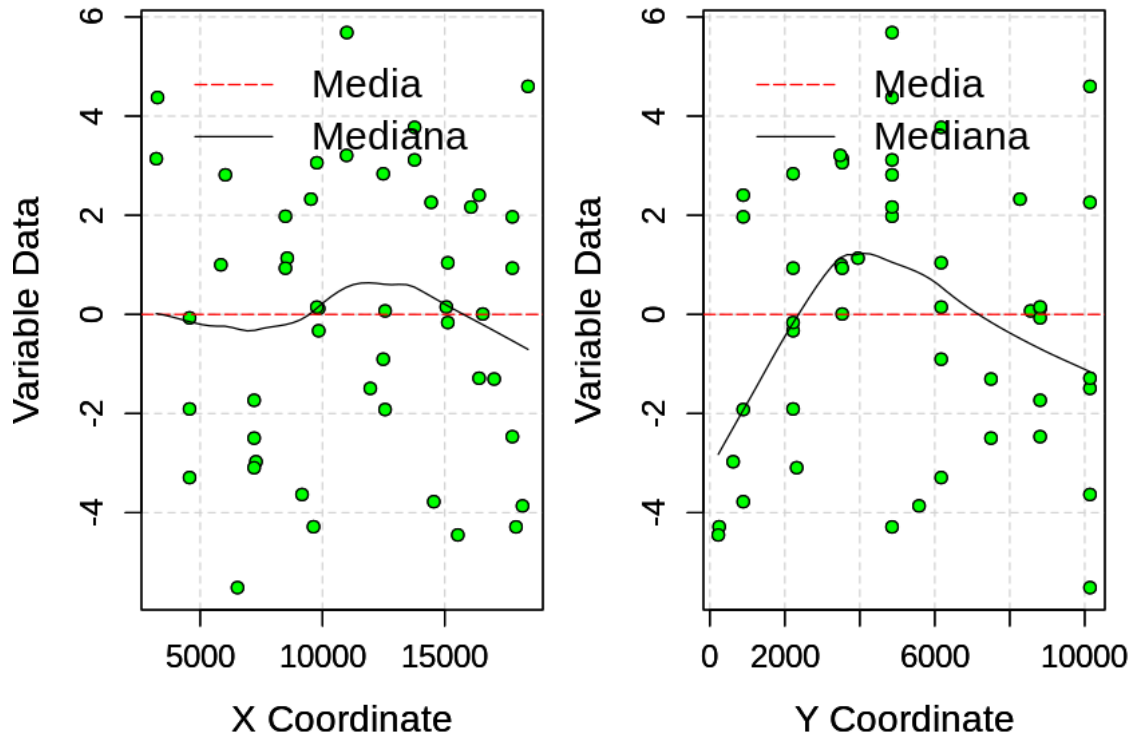 Variable Data
6
4
2
0
-2
-4
Media
Mediana
5000 10000 15000
X Coordinate
Variable Data
6
4
2
0
-2
-4
Media
Mediana
0 2000 6000 10000
Y Coordinate